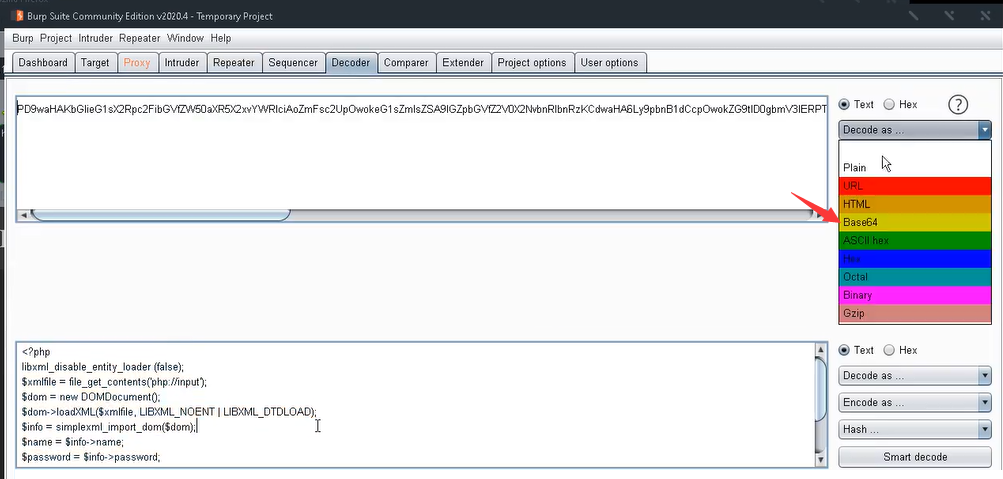 Burp Suite Community Edition v2020.4 - Temporary Project
Burp Project Intruder Repeater Window Help
Dashboard Target Proxy Intruder Repeater Sequencer Decoder Comparer Extender Project options User options
Text Hex ?
Decode as ...
Plain
URL
HTML
Base64
ASCII hex
Hex
Octal
Binary
Gzip
<?php
libxml_disable_entity_loader (false);
$xmlfile = file_get_contents('php://input');
$dom = new DOMDocument();
$dom->loadXML($xmlfile, LIBXML_NOENT | LIBXML_DTDLOAD);
$info = simplexml_import_dom($dom);
$name = $info->name;
$password = $info->password;
Text Hex
Decode as ...
Encode as ...
Hash ...
Smart decode